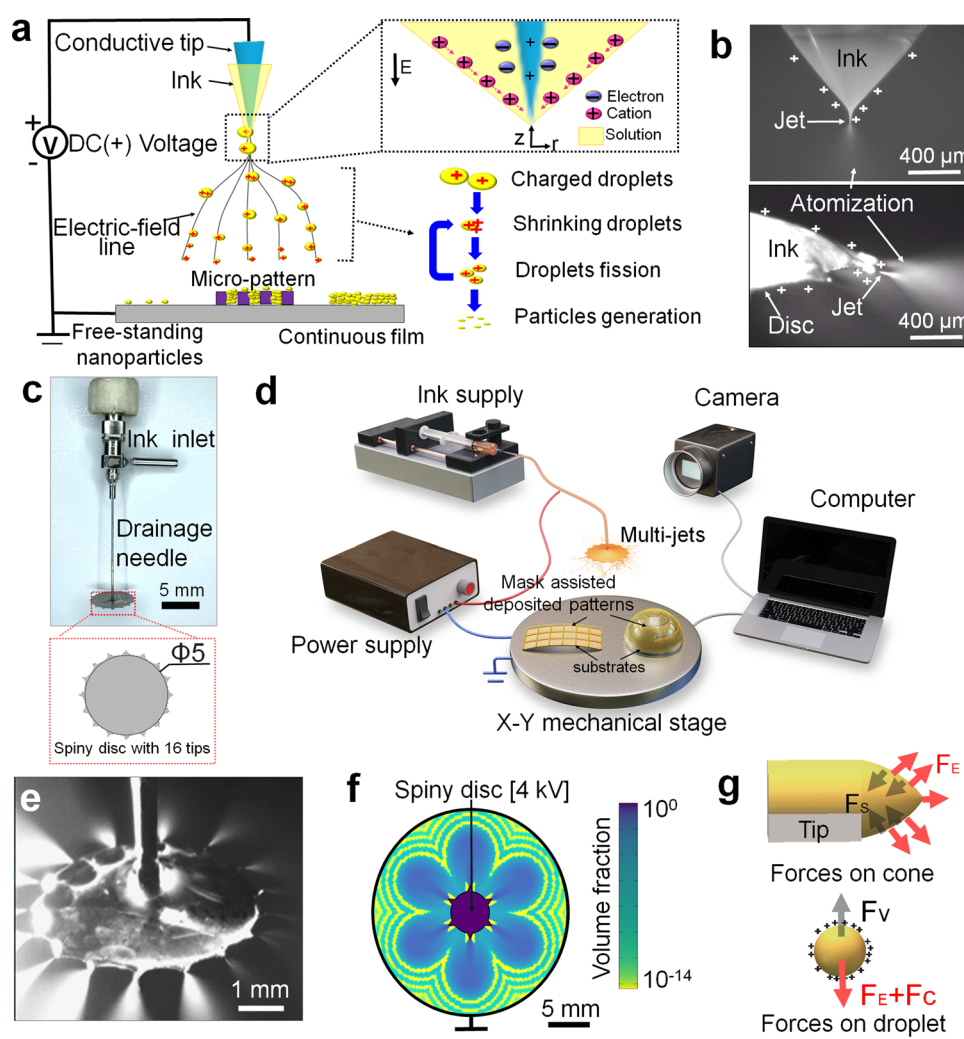 a
Conductive tip
Ink
DC(+) Voltage
+
V
-
Electric-field
line
Micro-pattern
Free-standing
nanoparticles
Continuous film
E
Electron
Cation
Solution
z
r
Charged droplets
Shrinking droplets
Droplets fission
Particles generation
b
Ink
Jet
400 µm
Atomization
Ink
Jet
Disc
400 µm
c
Ink inlet
Drainage
needle
5 mm
Φ5
Spiny disc with 16 tips
d
Ink supply
Camera
Computer
Multi-jets
Mask assisted
deposited patterns
Power supply
substrates
X-Y mechanical stage
e
1 mm
f
Spiny disc [4 kV]
10⁰
Volume fraction
10⁻¹⁴
5 mm
g
FE
FS
Tip
Forces on cone
FV
FE+FC
Forces on droplet